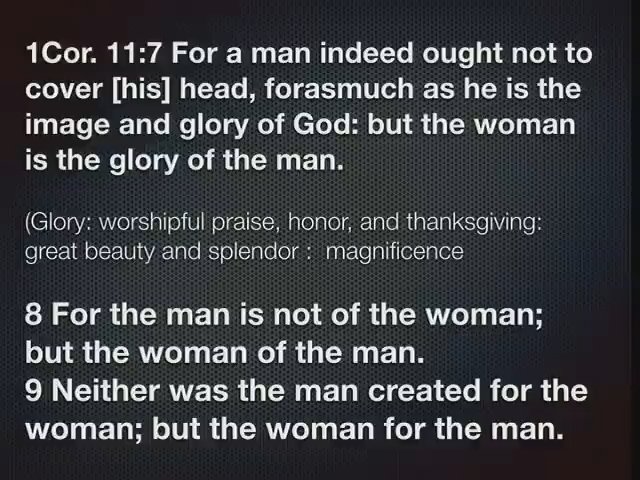 1Cor. 11:7 For a man indeed ought not to
cover [his] head, forasmuch as he is the
image and glory of God: but the woman
is the glory of the man.
(Glory: worshipful praise, honor, and thanksgiving:
great beauty and splendor :  magnificence
8 For the man is not of the woman;
but the woman of the man.
9 Neither was the man created for the
woman; but the woman for the man.